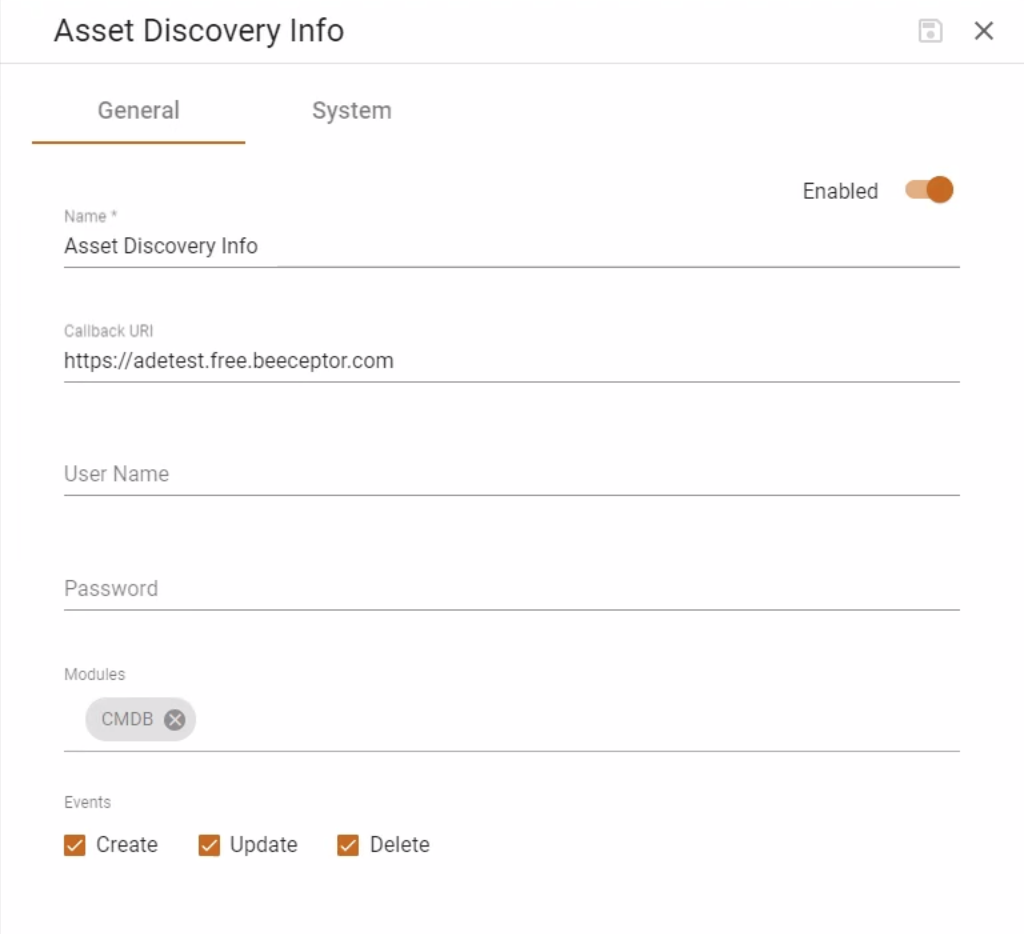 Asset Discovery Info
General System
Enabled
Name *
Asset Discovery Info
Callback URI
https://adetest.free.beeceptor.com
User Name
Password
Modules
CMDB
Events
Create Update Delete